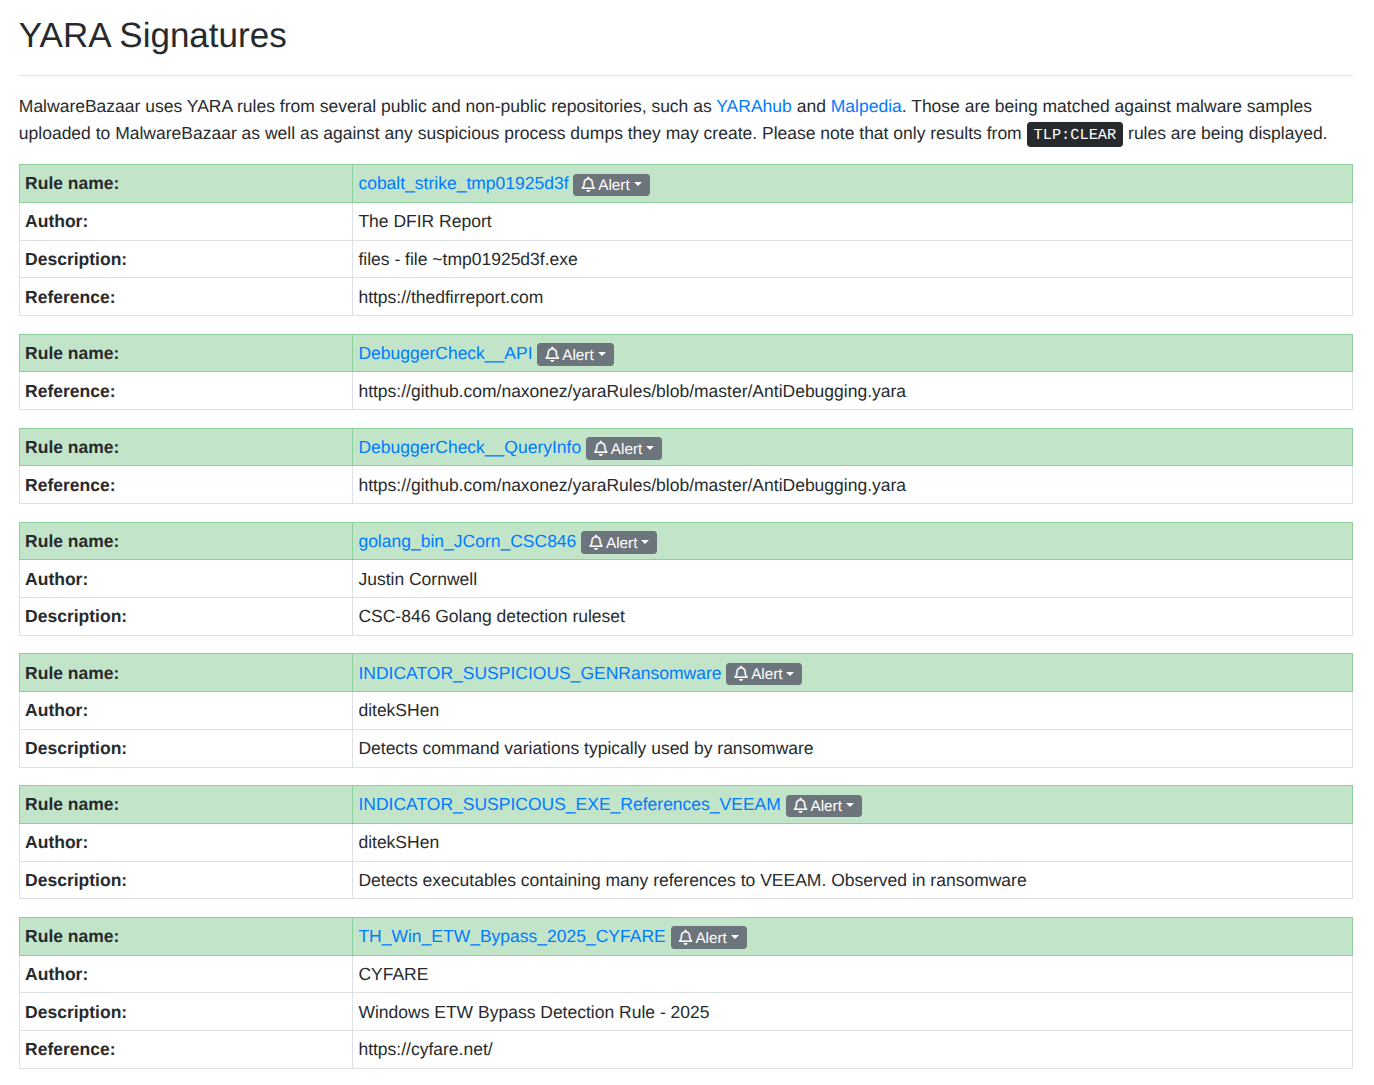 YARA Signatures
MalwareBazaar uses YARA rules from several public and non-public repositories, such as YARAhub and Malpedia. Those are being matched against malware samples
uploaded to MalwareBazaar as well as against any suspicious process dumps they may create. Please note that only results from TLP:CLEAR rules are being displayed.
Rule name: cobalt_strike_tmp01925d3f Alert
Author: The DFIR Report
Description: files - file ~tmp01925d3f.exe
Reference: https://thedfirreport.com
Rule name: DebuggerCheck__API Alert
Reference: https://github.com/naxonez/yaraRules/blob/master/AntiDebugging.yara
Rule name: DebuggerCheck__QueryInfo Alert
Reference: https://github.com/naxonez/yaraRules/blob/master/AntiDebugging.yara
Rule name: golang_bin_JCorn_CSC846 Alert
Author: Justin Cornwell
Description: CSC-846 Golang detection ruleset
Rule name: INDICATOR_SUSPICIOUS_GENRansomware Alert
Author: ditekSHen
Description: Detects command variations typically used by ransomware
Rule name: INDICATOR_SUSPICOUS_EXE_References_VEEAM Alert
Author: ditekSHen
Description: Detects executables containing many references to VEEAM. Observed in ransomware
Rule name: TH_Win_ETW_Bypass_2025_CYFARE Alert
Author: CYFARE
Description: Windows ETW Bypass Detection Rule - 2025
Reference: https://cyfare.net/